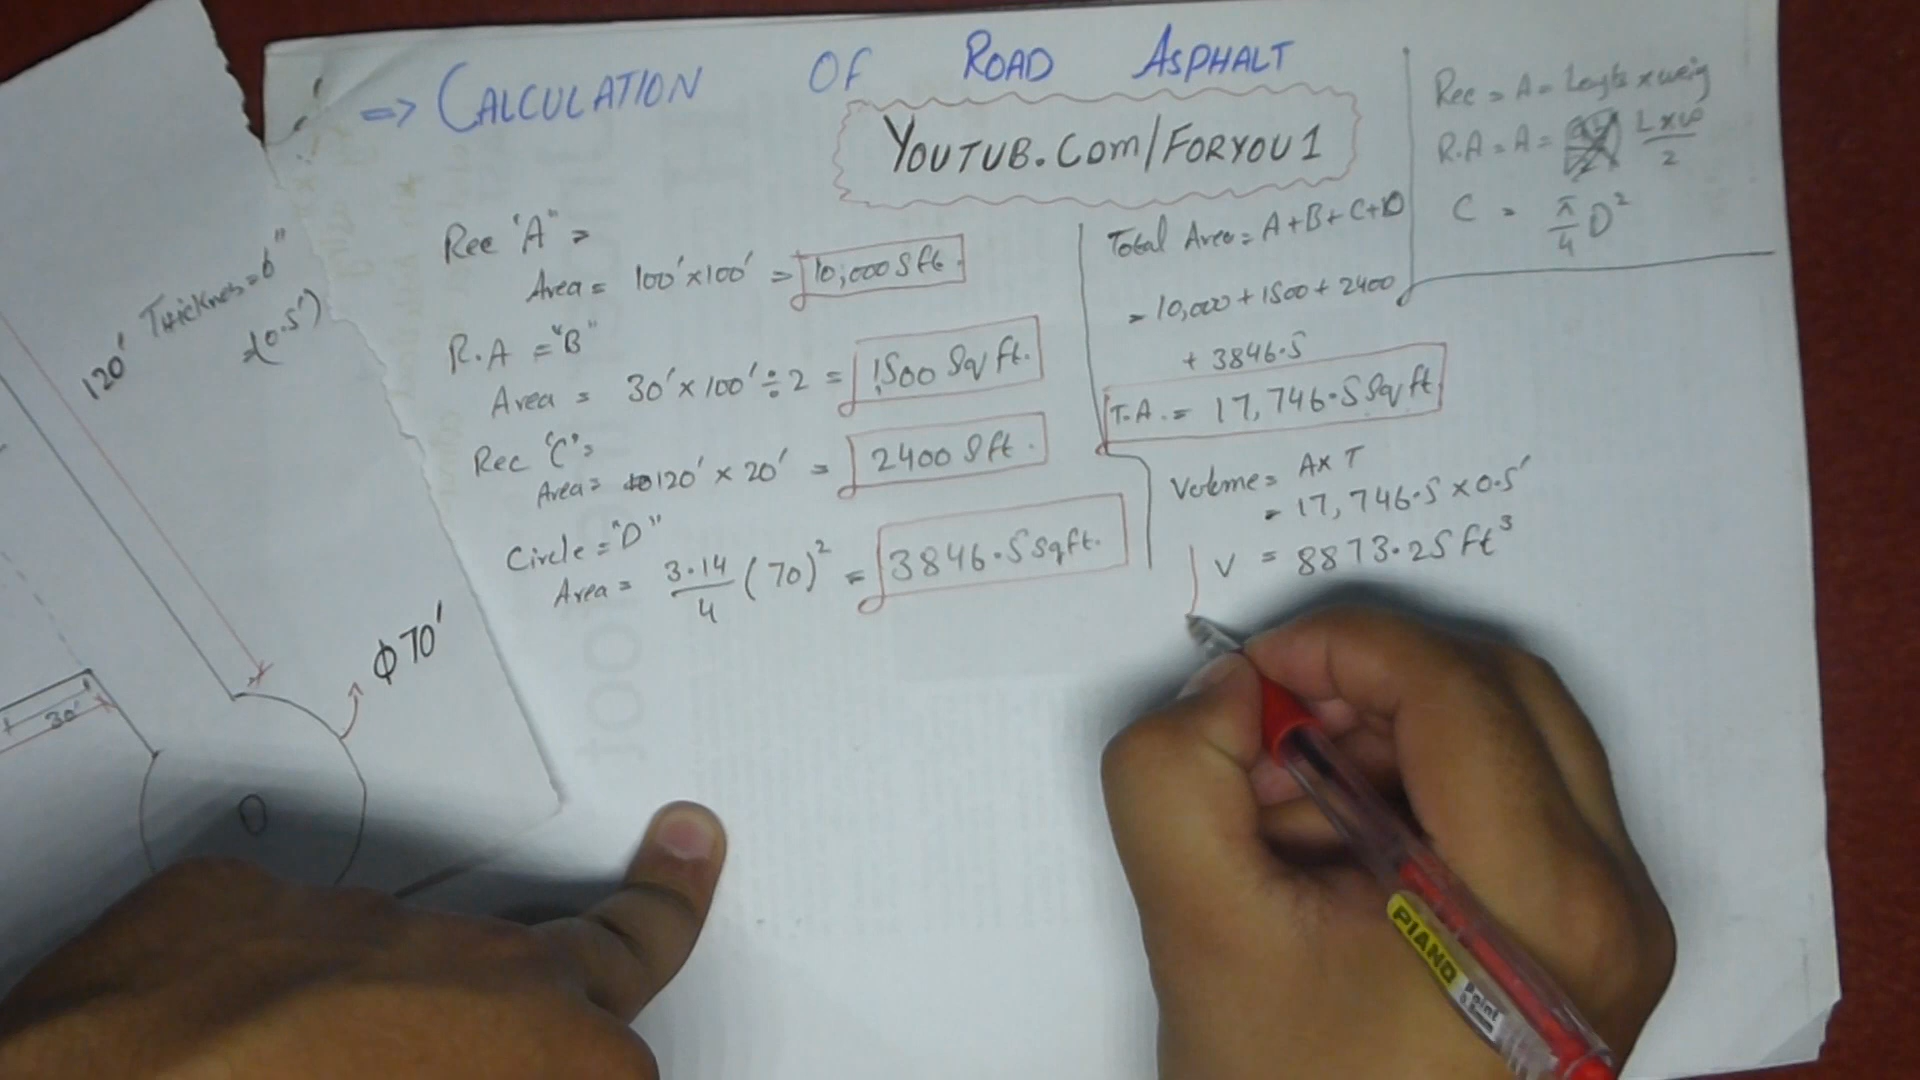 => CALCULATION OF ROAD ASPHALT
YOUTUB.COM/FORYOU1
Rec = A = Length x
R.A = A = L x w / 2
C = π/4 D²
Rec "A" =
Area = 100' x 100' = 10,000 Sft.
R.A = "B"
Area = 30' x 100' ÷ 2 = 1500 Sq ft.
Rec "C" =
Area = 120' x 20' = 2400 Sft.
Circle = "D"
Area = 3.14/4 (70)² = 3846.5 sqft.
Total Area = A+B+C+D
= 10,000 + 1500 + 2400
+ 3846.5
T.A. = 17,746.5 Sq ft
Volume = A x T
= 17,746.5 x 0.5'
V = 8873.25 ft³
Thickness = 6"
(0.5')
120'
30'
Φ 70'
D
PIANO
Point